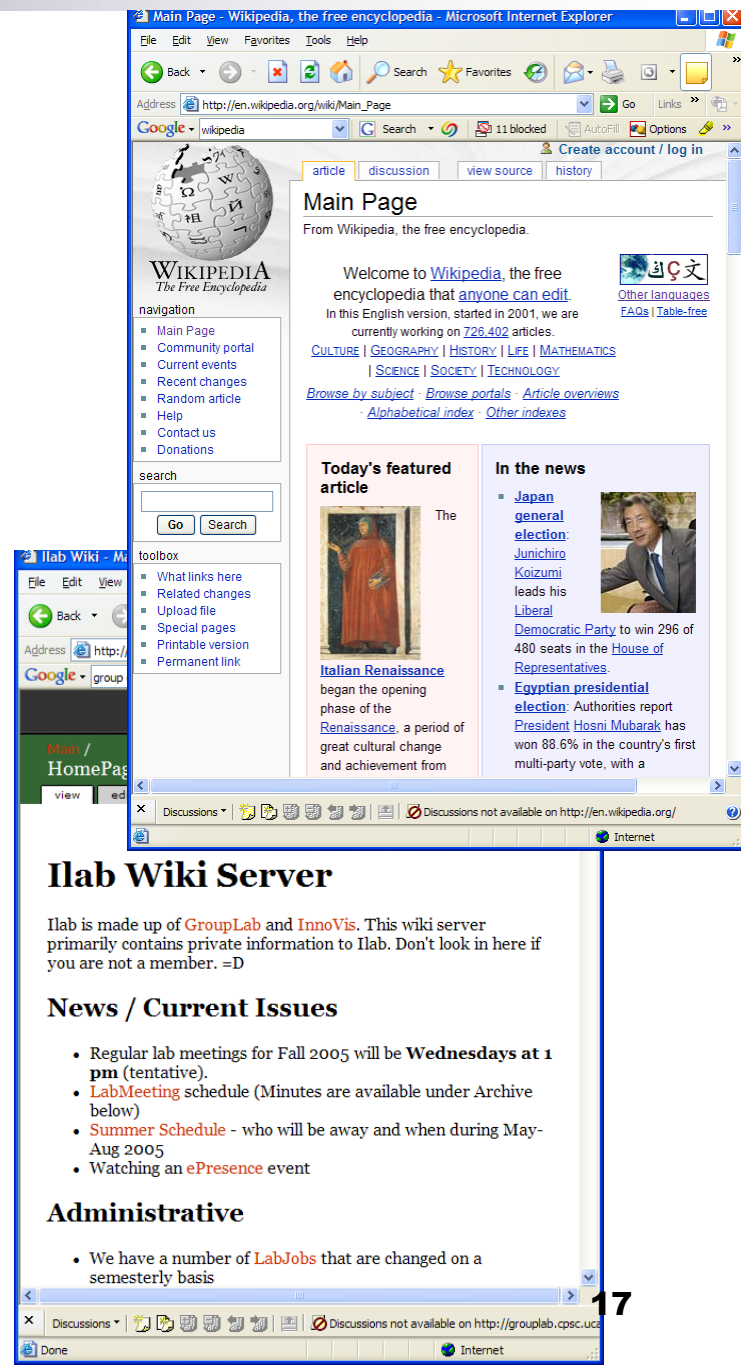 Main Page - Wikipedia, the free encyclopedia - Microsoft Internet Explorer
File Edit View Favorites Tools Help
Back Search Favorites
Address http://en.wikipedia.org/wiki/Main_Page Go Links
Google wikipedia Search 11 blocked AutoFill Options
Create account / log in
article discussion view source history
WIKIPEDIA
The Free Encyclopedia
navigation
Main Page
Community portal
Current events
Recent changes
Random article
Help
Contact us
Donations
search
Go Search
toolbox
What links here
Related changes
Upload file
Special pages
Printable version
Permanent link
Main Page
From Wikipedia, the free encyclopedia.
Welcome to Wikipedia, the free
encyclopedia that anyone can edit.
In this English version, started in 2001, we are
currently working on 726,402 articles.
CULTURE | GEOGRAPHY | HISTORY | LIFE | MATHEMATICS
| SCIENCE | SOCIETY | TECHNOLOGY
Browse by subject · Browse portals · Article overviews
· Alphabetical index · Other indexes
Other languages
FAQs | Table-free
Today's featured
article
The
Italian Renaissance
began the opening
phase of the
Renaissance, a period of
great cultural change
and achievement from
In the news
Japan
general
election:
Junichiro
Koizumi
leads his
Liberal
Democratic Party to win 296 of
480 seats in the House of
Representatives.
Egyptian presidential
election: Authorities report
President Hosni Mubarak has
won 88.6% in the country's first
multi-party vote, with a
Discussions Discussions not available on http://en.wikipedia.org/
Internet
Ilab Wiki - Ma
File Edit View
Back
Address http://
Google group
Main /
HomePag
view ed
Ilab Wiki Server
Ilab is made up of GroupLab and InnoVis. This wiki server
primarily contains private information to Ilab. Don't look in here if
you are not a member. =D
News / Current Issues
Regular lab meetings for Fall 2005 will be Wednesdays at 1
pm (tentative).
LabMeeting schedule (Minutes are available under Archive
below)
Summer Schedule - who will be away and when during May-
Aug 2005
Watching an ePresence event
Administrative
We have a number of LabJobs that are changed on a
semesterly basis
Discussions Discussions not available on http://grouplab.cpsc.uca
Done Internet
17